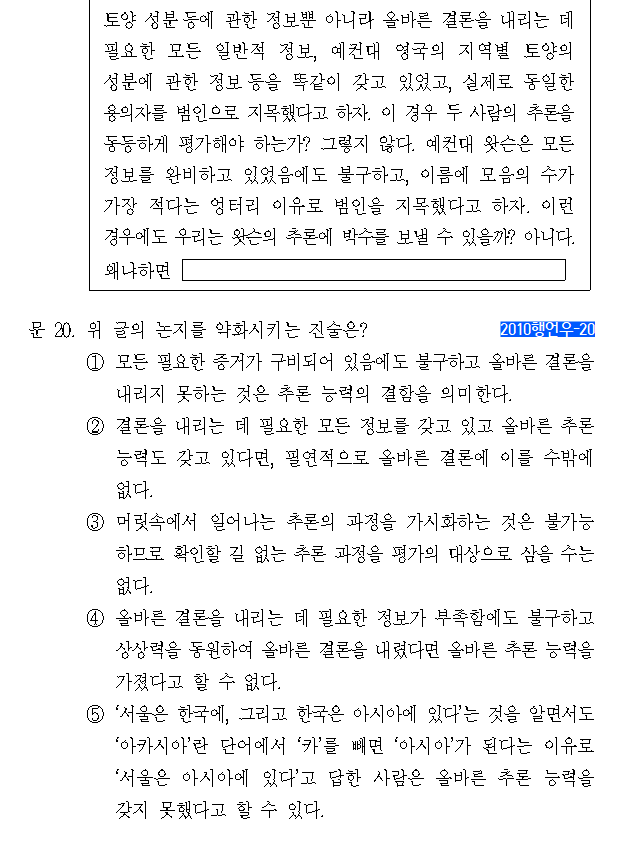 토양 성분등에 관한 정보뿐 아니라 올바른 결론을 내리는 데
필요한 모든 일반적 정보, 예컨대 영국의 지역별 토양의
성분에 관한 정보등을 똑같이 갖고 있었고, 실제로 동일한
용의자를 범인으로 지목했다고 하자. 이 경우 두 사람의 추론을
동등하게 평가해야 하는가? 그렇지 않다. 예컨대 왓슨은 모든
정보를 완비하고 있었음에도 불구하고, 이름에 모음의 수가
가장 적다는 엉터리 이유로 범인을 지목했다고 하자. 이런
경우에도 우리는 왓슨의 추론에 박수를 보낼 수 있을까? 아니다.
왜냐하면
문 20. 위 글의 논지를 약화시키는 진술은? 2010행언우-20
① 모든 필요한 증거가 구비되어 있음에도 불구하고 올바른 결론을
내리지 못하는 것은 추론 능력의 결함을 의미한다.
② 결론을 내리는 데 필요한 모든 정보를 갖고 있고 올바른 추론
능력도 갖고 있다면, 필연적으로 올바른 결론에 이를 수밖에
없다.
③ 머릿속에서 일어나는 추론의 과정을 가시화하는 것은 불가능
하므로 확인할 길 없는 추론 과정을 평가의 대상으로 삼을 수는
없다.
④ 올바른 결론을 내리는 데 필요한 정보가 부족함에도 불구하고
상상력을 동원하여 올바른 결론을 내렸다면 올바른 추론 능력을
가졌다고 할 수 없다.
⑤ ‘서울은 한국에, 그리고 한국은 아시아에 있다’는 것을 알면서도
‘아카시아’란 단어에서 ‘카’를 빼면 ‘아시아’가 된다는 이유로
‘서울은 아시아에 있다’고 답한 사람은 올바른 추론 능력을
갖지 못했다고 할 수 있다.